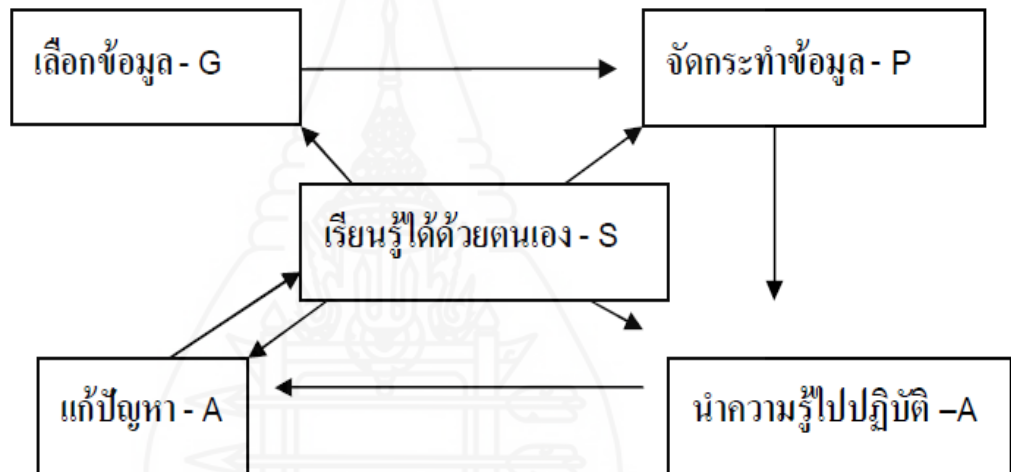 เลือกข้อมูล - G
จัดกระทำข้อมูล - P
เรียนรู้ได้ด้วยตนเอง - S
แก้ปัญหา - A
นำความรู้ไปปฏิบัติ –A